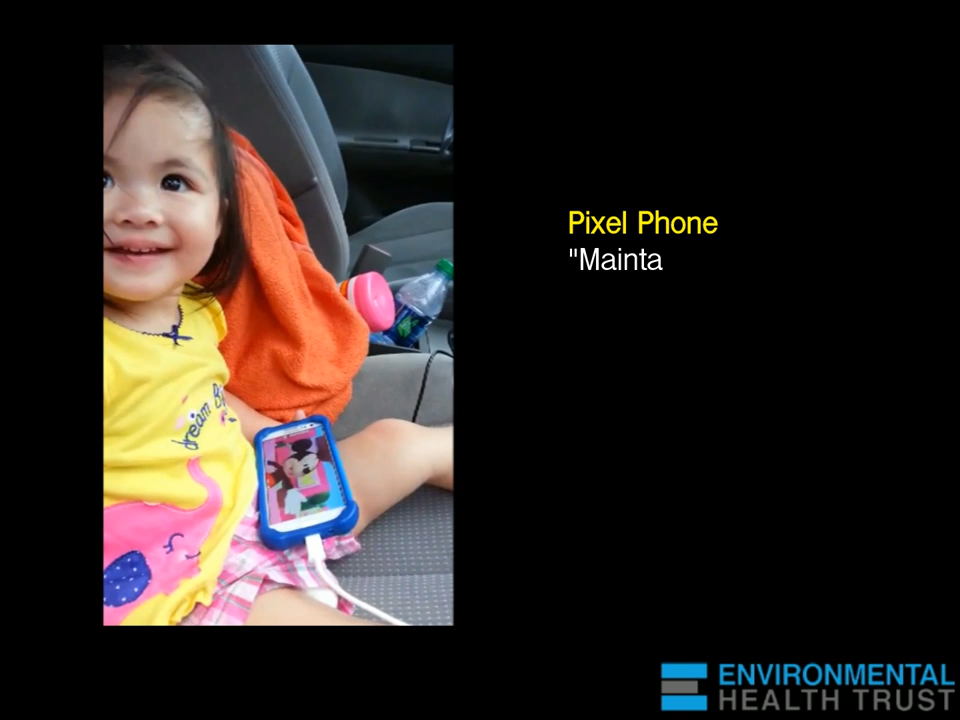 Pixel Phone
"Mainta
dream B
ENVIRONMENTAL
HEALTH TRUST